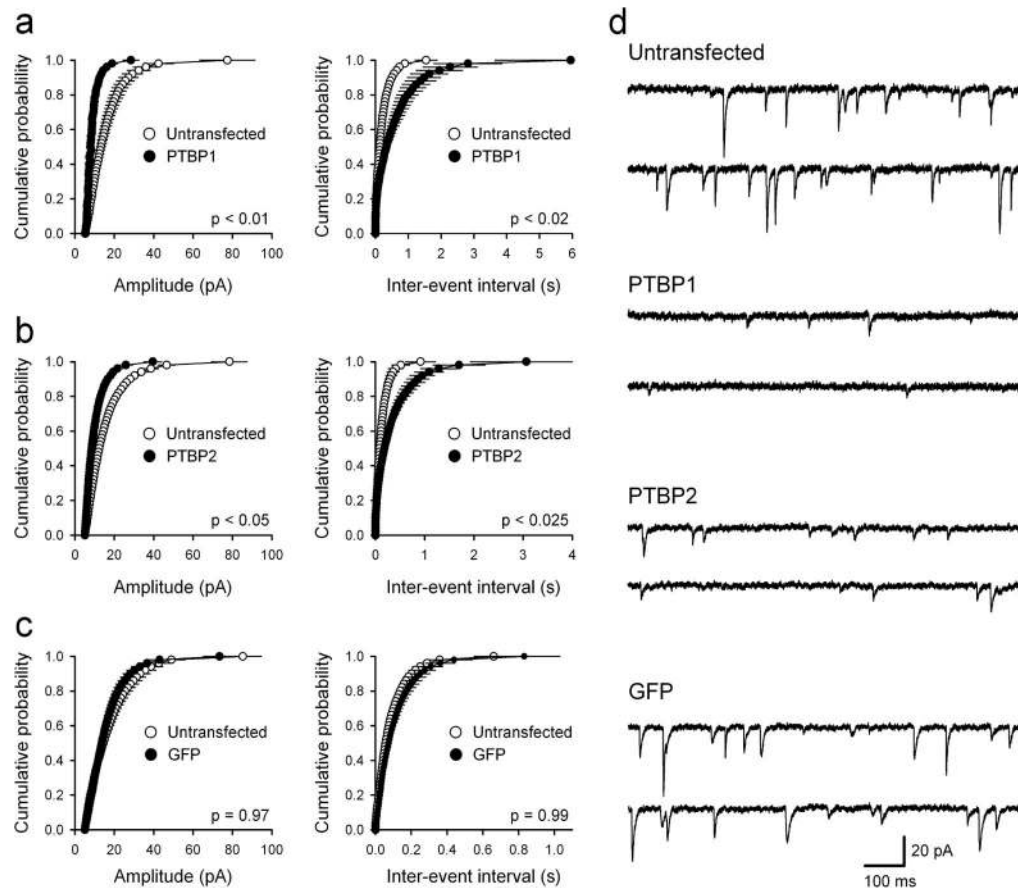 a
Cumulative probablility
1.0
0.8
0.6
0.4
0.2
0.0
Untransfected
PTBP1
p < 0.01
0 20 40 60 80 100
Amplitude (pA)
Cumulative probability
1.0
0.8
0.6
0.4
0.2
0.0
Untransfected
PTBP1
p < 0.02
0 1 2 3 4 5 6
Inter-event interval (s)
b
Cumulative probability
1.0
0.8
0.6
0.4
0.2
0.0
Untransfected
PTBP2
p < 0.05
0 20 40 60 80 100
Amplitude (pA)
Cumulative probability
1.0
0.8
0.6
0.4
0.2
0.0
Untransfected
PTBP2
p < 0.025
0 1 2 3 4
Inter-event interval (s)
c
Cumulative probability
1.0
0.8
0.6
0.4
0.2
0.0
Untransfected
GFP
p = 0.97
0 20 40 60 80 100
Amplitude (pA)
Cumulative probability
1.0
0.8
0.6
0.4
0.2
0.0
Untransfected
GFP
p = 0.99
0.0 0.2 0.4 0.6 0.8 1.0
Inter-event interval (s)
d
Untransfected
PTBP1
PTBP2
GFP
20 pA
100 ms